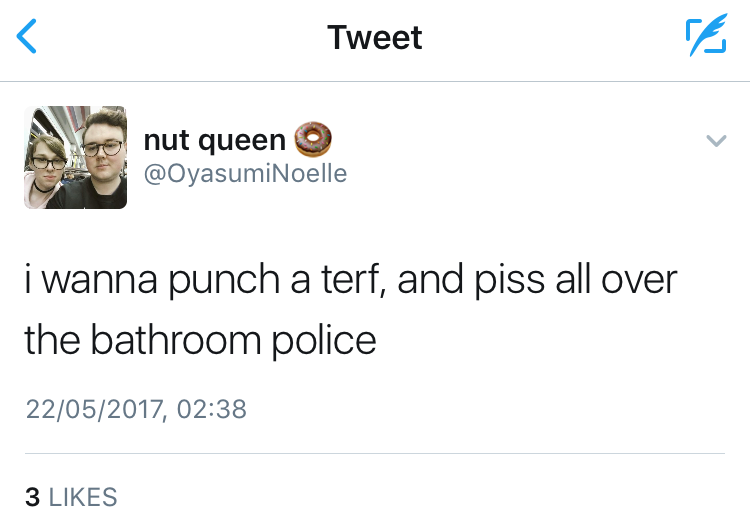 Tweet
nut queen 🍩
@OyasumiNoelle
i wanna punch a terf, and piss all over
the bathroom police
22/05/2017, 02:38
3 LIKES